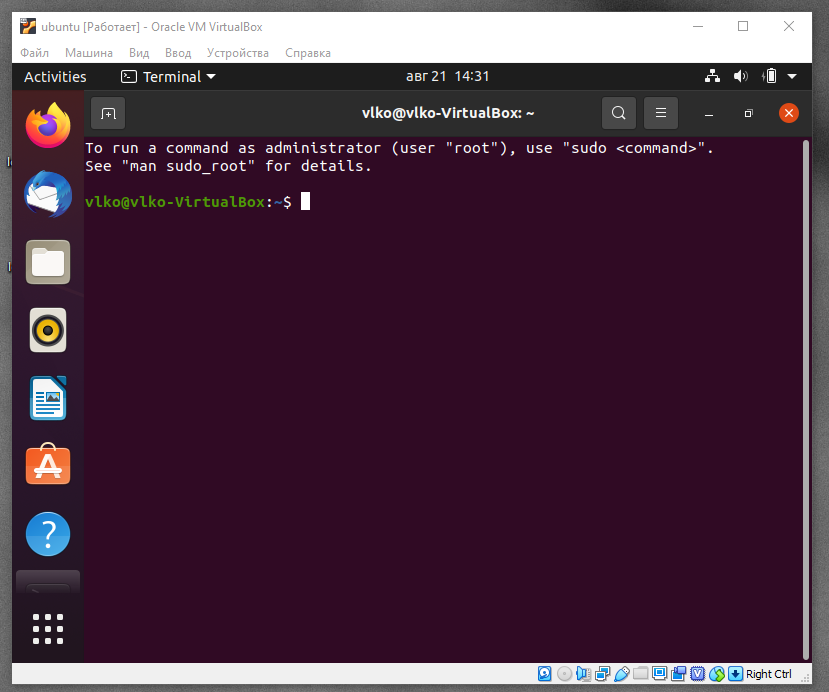 ubuntu [Работает] - Oracle VM VirtualBox
Файл Машина Вид Ввод Устройства Справка
Activities Terminal авг 21 14:31
vlko@vlko-VirtualBox: ~
To run a command as administrator (user "root"), use "sudo <command>".
See "man sudo_root" for details.
vlko@vlko-VirtualBox:~$
Right Ctrl